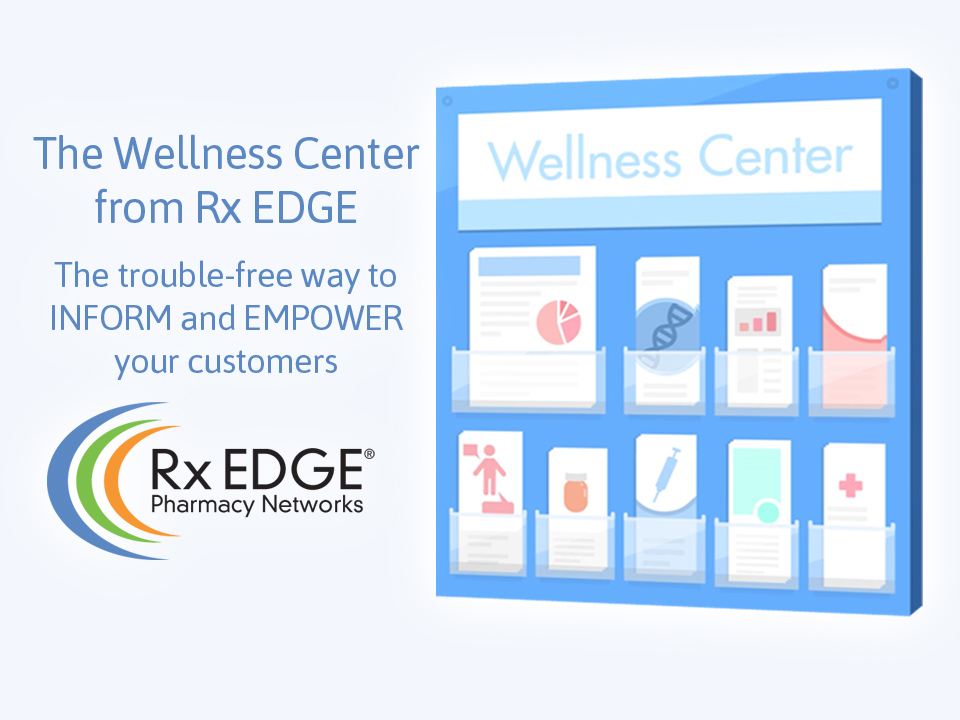 The Wellness Center
from Rx EDGE
The trouble-free way to
INFORM and EMPOWER
your customers
Rx EDGE®
Pharmacy Networks
Wellness Center